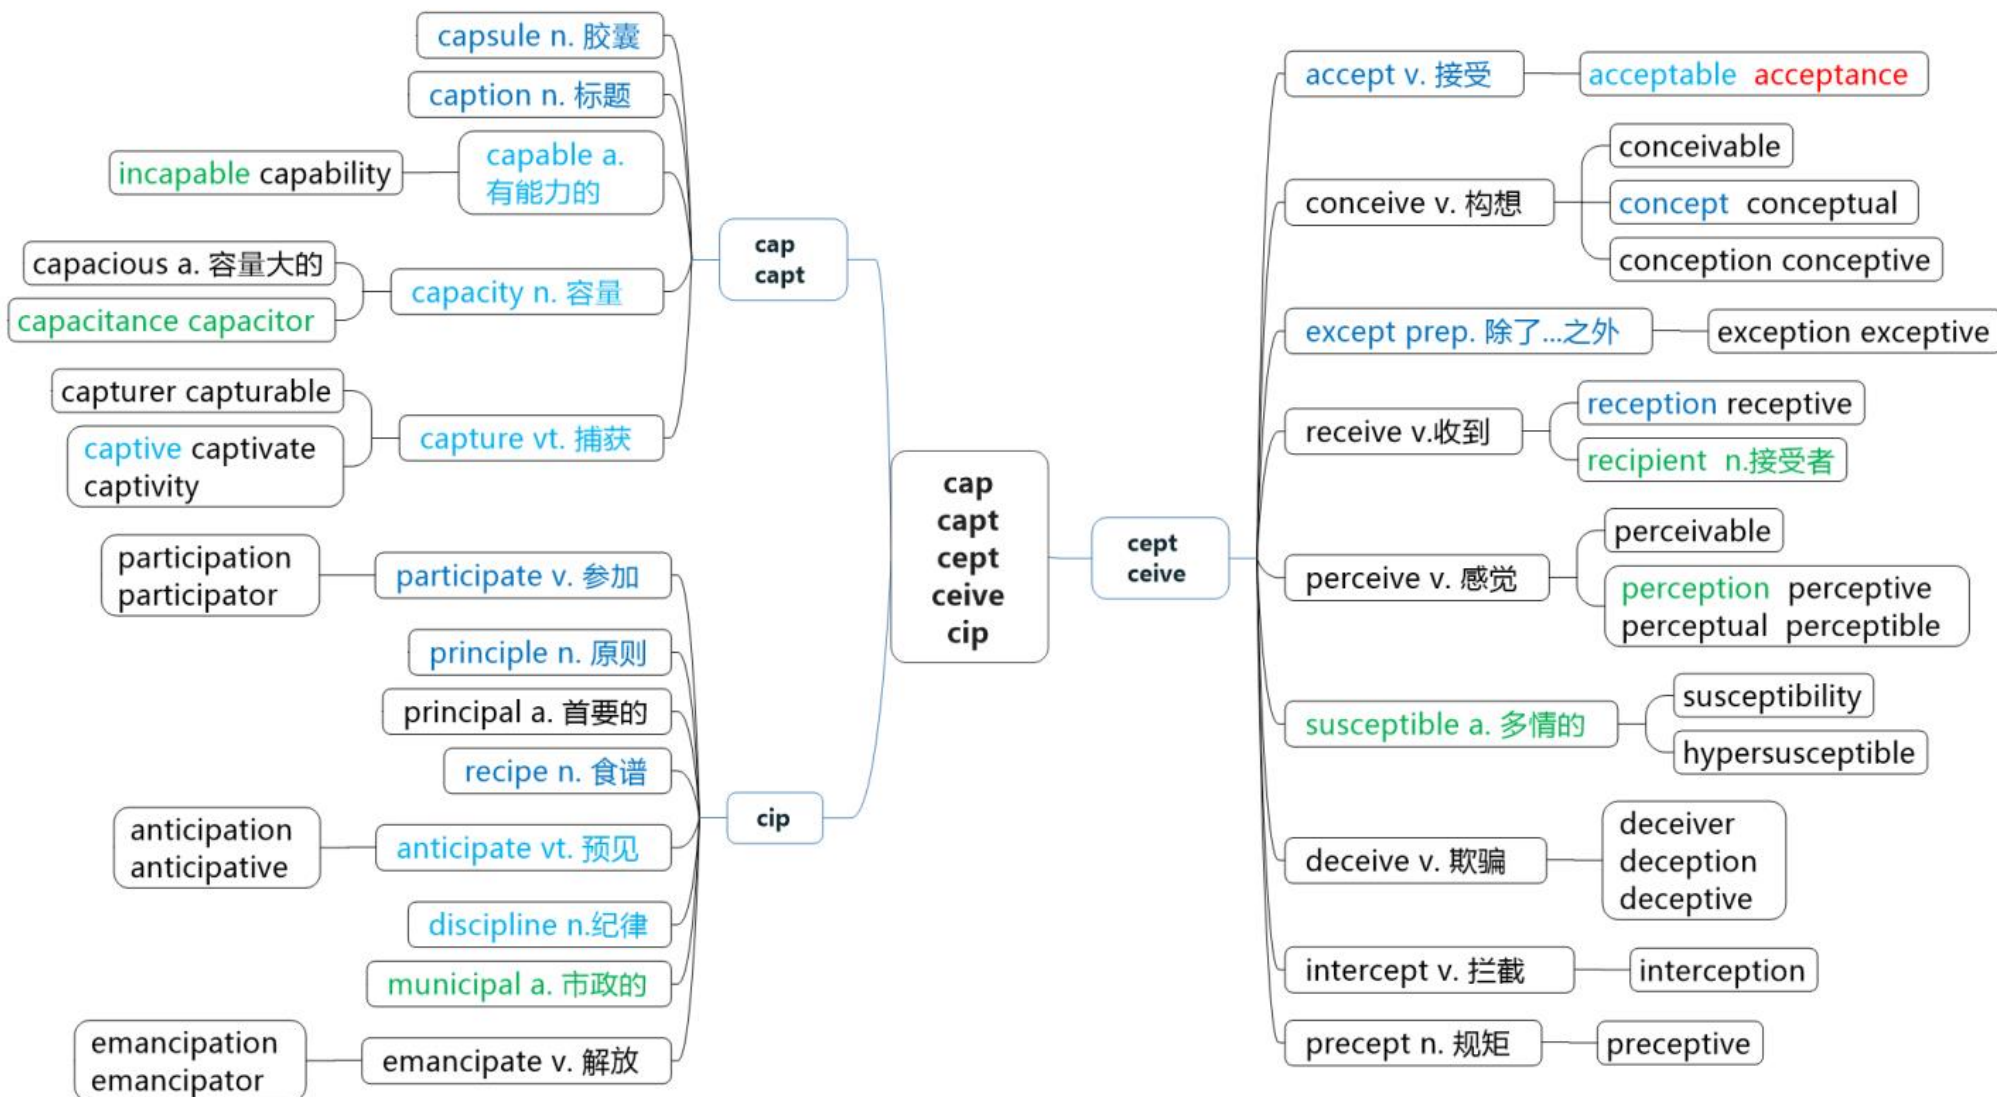 cap
capt
cept
ceive
cip
cap
capt
capsule n. 胶囊
caption n. 标题
capable a.
有能力的
incapable capability
capacity n. 容量
capacious a. 容量大的
capacitance capacitor
capture vt. 捕获
capturer capturable
captive captivate
captivity
cip
participate v. 参加
participation
participator
principle n. 原则
principal a. 首要的
recipe n. 食谱
anticipate vt. 预见
anticipation
anticipative
discipline n.纪律
municipal a. 市政的
emancipate v. 解放
emancipation
emancipator
cept
ceive
accept v. 接受
acceptable acceptance
conceive v. 构想
conceivable
concept conceptual
conception conceptive
except prep. 除了...之外
exception exceptive
receive v.收到
reception receptive
recipient n.接受者
perceive v. 感觉
perceivable
perception perceptive
perceptual perceptible
susceptible a. 多情的
susceptibility
hypersusceptible
deceive v. 欺骗
deceiver
deception
deceptive
intercept v. 拦截
interception
precept n. 规矩
preceptive